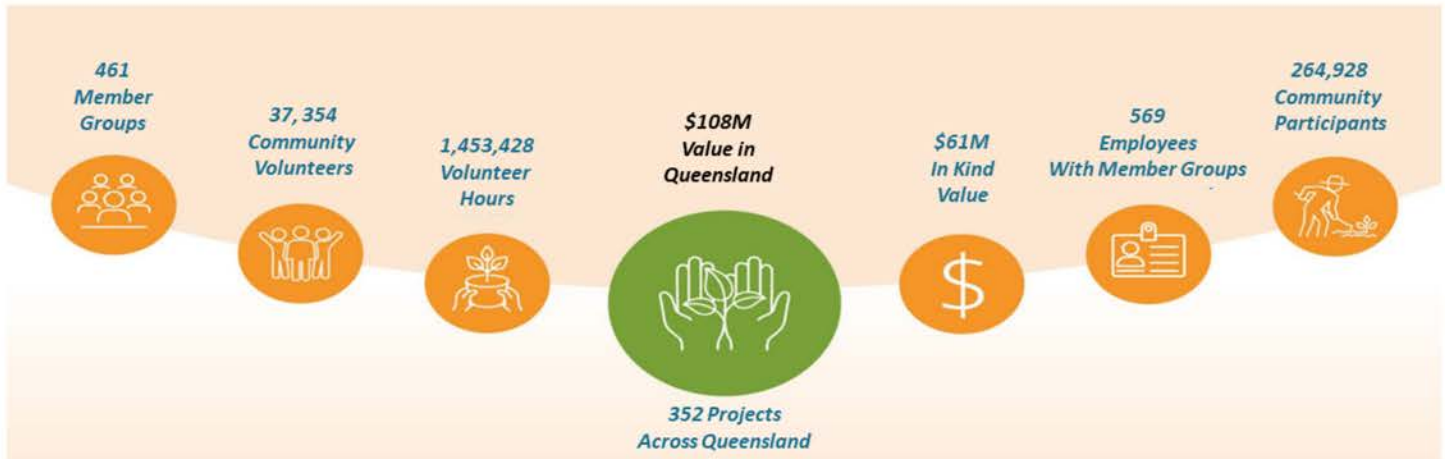 461
Member
Groups
37, 354
Community
Volunteers
1,453,428
Volunteer
Hours
$108M
Value in
Queensland
352 Projects
Across Queensland
$61M
In Kind
Value
569
Employees
With Member Groups
264,928
Community
Participants